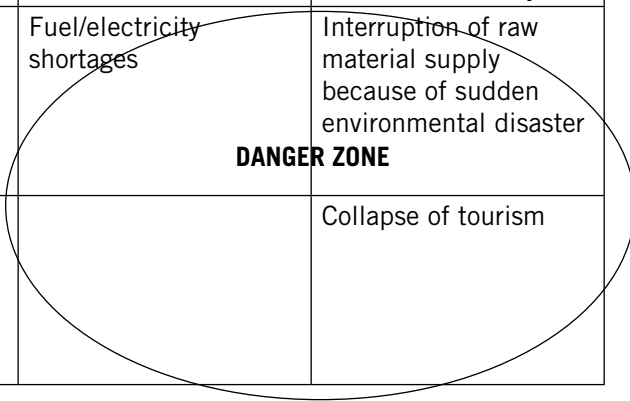 Fuel/electricity
shortages
Interruption of raw
material supply
because of sudden
environmental disaster
DANGER ZONE
Collapse of tourism